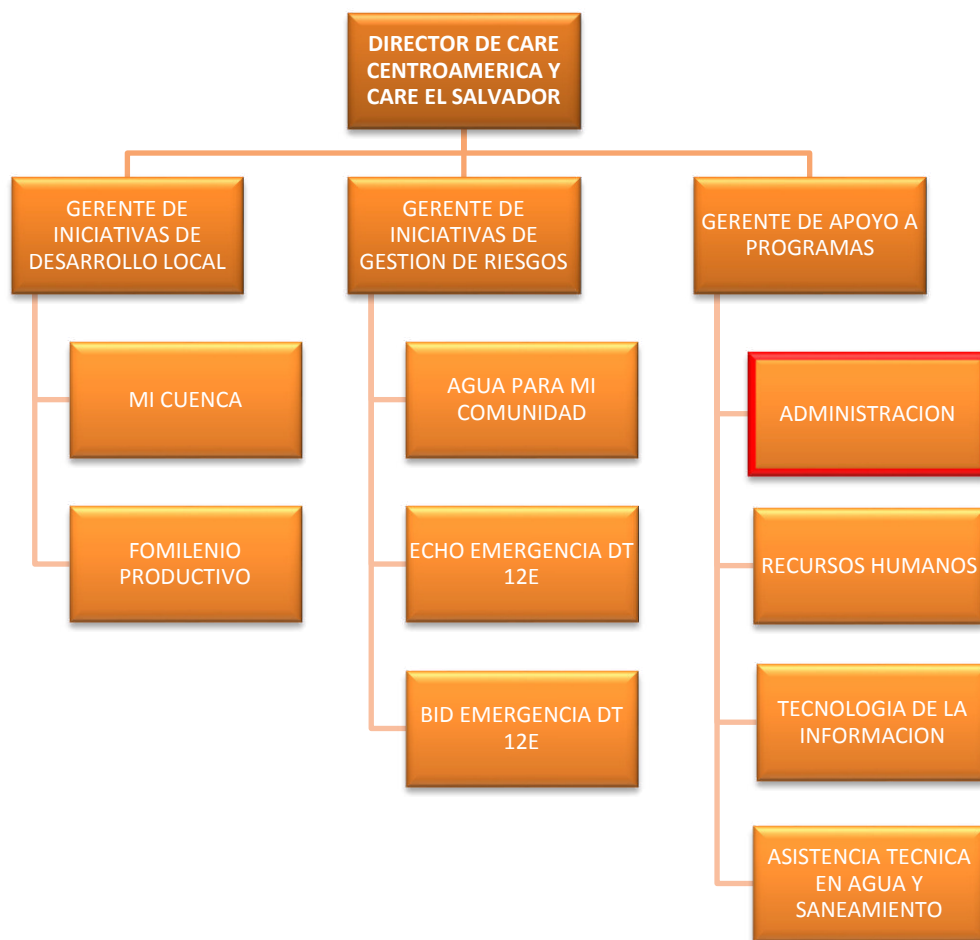 DIRECTOR DE CARE
CENTROAMERICA Y
CARE EL SALVADOR
GERENTE DE
INICIATIVAS DE
DESARROLLO LOCAL
GERENTE DE
INICIATIVAS DE
GESTION DE RIESGOS
GERENTE DE APOYO A
PROGRAMAS
MI CUENCA
FOMILENIO
PRODUCTIVO
AGUA PARA MI
COMUNIDAD
ECHO EMERGENCIA DT
12E
BID EMERGENCIA DT
12E
ADMINISTRACION
RECURSOS HUMANOS
TECNOLOGIA DE LA
INFORMACION
ASISTENCIA TECNICA
EN AGUA Y
SANEAMIENTO